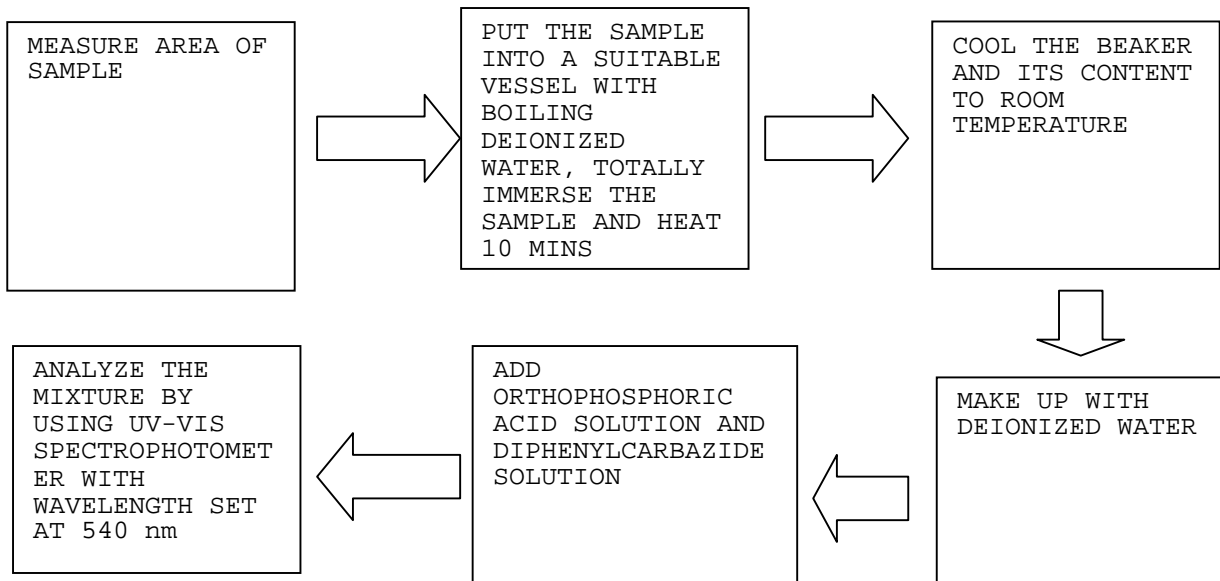 MEASURE AREA OF
SAMPLE
PUT THE SAMPLE
INTO A SUITABLE
VESSEL WITH
BOILING
DEIONIZED
WATER, TOTALLY
IMMERSE THE
SAMPLE AND HEAT
10 MINS
COOL THE BEAKER
AND ITS CONTENT
TO ROOM
TEMPERATURE
MAKE UP WITH
DEIONIZED WATER
ADD
ORTHOPHOSPHORIC
ACID SOLUTION AND
DIPHENYLCARBAZIDE
SOLUTION
ANALYZE THE
MIXTURE BY
USING UV-VIS
SPECTROPHOTOMET
ER WITH
WAVELENGTH SET
AT 540 nm